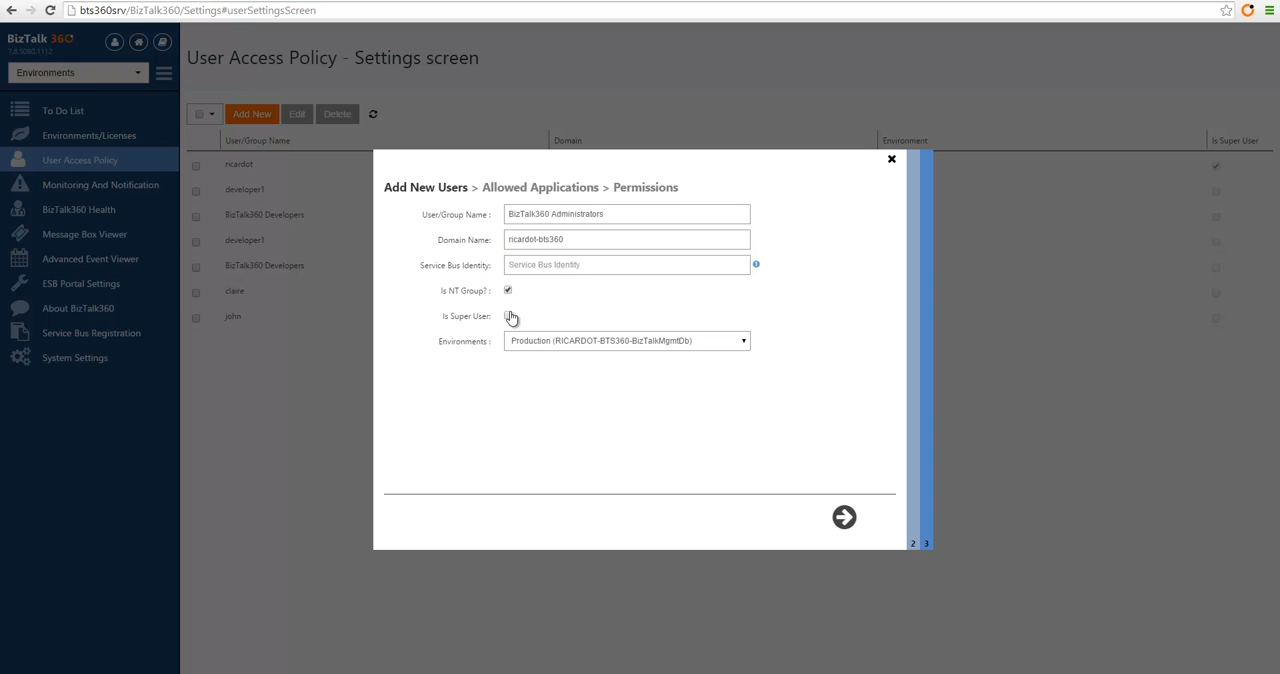 bts360srv/BizTalk360/Settings#userSettingsScreen
BizTalk 360
7.8.5080.1112
Environments
To Do List
Environments/Licenses
User Access Policy
Monitoring And Notification
BizTalk360 Health
Message Box Viewer
Advanced Event Viewer
ESB Portal Settings
About BizTalk360
Service Bus Registration
System Settings
User Access Policy - Settings screen
Add New Edit Delete
User/Group Name Domain Environment Is Super User
ricardot
developer1
BizTalk360 Developers
developer1
BizTalk360 Developers
claire
john
Add New Users > Allowed Applications > Permissions
User/Group Name : BizTalk360 Administrators
Domain Name: ricardot-bts360
Service Bus Identity: Service Bus Identity
Is NT Group? :
Is Super User:
Environments : Production (RICARDOT-BTS360-BizTalkMgmtDb)
2 3